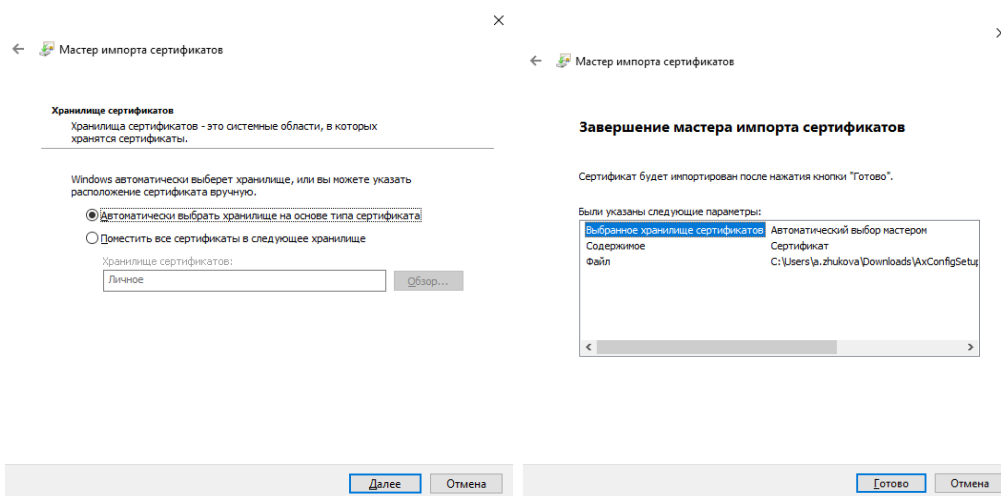 Мастер импорта сертификатов
Хранилище сертификатов
Хранилища сертификатов - это системные области, в которых
хранятся сертификаты.
Windows автоматически выберет хранилище, или вы можете указать
расположение сертификата вручную.
Автоматически выбрать хранилище на основе типа сертификата
Поместить все сертификаты в следующее хранилище
Хранилище сертификатов:
Личное
Обзор...
Далее
Отмена
Мастер импорта сертификатов
Завершение мастера импорта сертификатов
Сертификат будет импортирован после нажатия кнопки "Готово".
Были указаны следующие параметры:
Выбранное хранилище сертификатов Автоматический выбор мастером
Содержимое Сертификат
Файл C:\Users\a.zhukova\Downloads\AxConfigSetup
Готово
Отмена